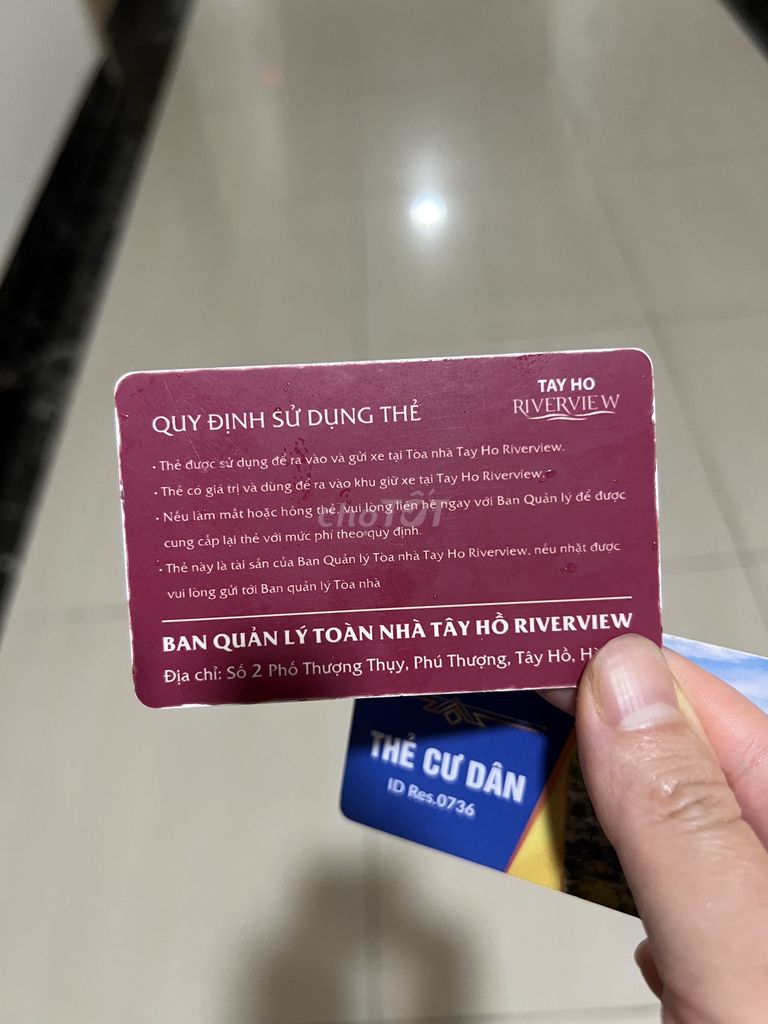 TAY HO
RIVERVIEW
QUY ĐỊNH SỬ DỤNG THẺ
• Thẻ được sử dụng để ra vào và gửi xe tại Tòa nhà Tay Ho Riverview.
• Thẻ có giá trị và dùng để ra vào khu giữ xe tại Tay Ho Riverview.
• Nếu làm mất hoặc hỏng thẻ, vui lòng liên hệ ngay với Ban Quản lý để được
cung cấp lại thẻ với mức phí theo quy định.
• Thẻ này là tài sản của Ban Quản lý Tòa nhà Tay Ho Riverview, nếu nhặt được
vui lòng gửi tới Ban quản lý Tòa nhà
choTỐT
BAN QUẢN LÝ TOÀN NHÀ TÂY HỒ RIVERVIEW
Địa chỉ: Số 2 Phố Thượng Thụy, Phú Thượng, Tây Hồ,
THẺ CƯ DÂN
ID Res.0736